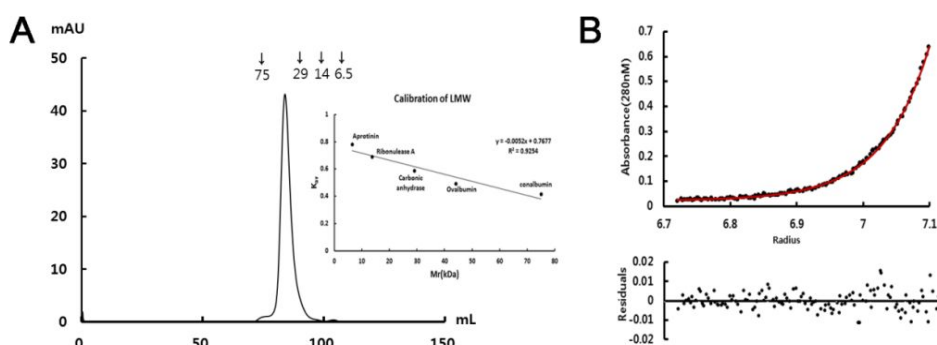 A
mAU
50
40
30
20
10
0
0
50
100
150
mL
75 29 14 6.5
Calibration of LMW
1
0.8
0.6
0.4
0.2
0
Aprotinin
Ribonulease A
Carbonic
anhydrase
Ovalbumin
conalbumin
y = -0.0052x + 0.7677
R² = 0.9254
Kav
0 10 20 30 40 50 60 70 80
Mr(kDa)
B
Absorbance(280nM)
0.7
0.6
0.5
0.4
0.3
0.2
0.1
0
6.7 6.8 6.9 7 7.1
Radius
Residuals
0.02
0.01
0
-0.01
-0.02